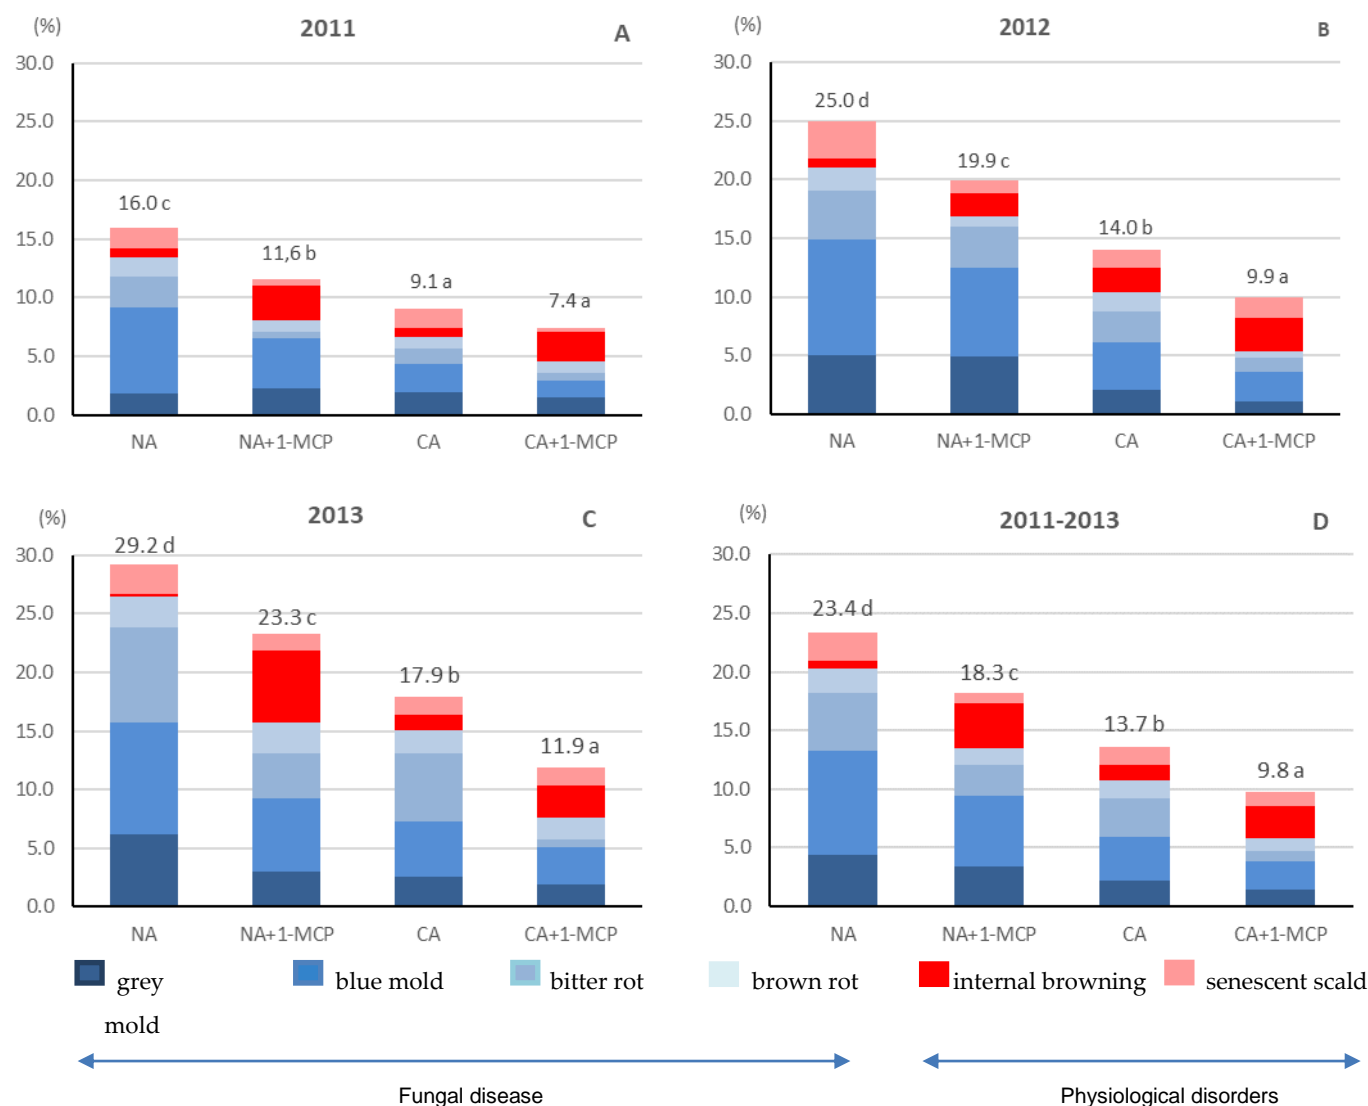 (%)
2011
A
30.0
25.0
20.0
15.0
10.0
5.0
0.0
16.0 c
11,6 b
9.1 a
7.4 a
NA
NA+1-MCP
CA
CA+1-MCP
(%)
2012
B
30.0
25.0
20.0
15.0
10.0
5.0
0.0
25.0 d
19.9 c
14.0 b
9.9 a
NA
NA+1-MCP
CA
CA+1-MCP
(%)
2013
C
30.0
25.0
20.0
15.0
10.0
5.0
0.0
29.2 d
23.3 c
17.9 b
11.9 a
NA
NA+1-MCP
CA
CA+1-MCP
(%)
2011-2013
D
30.0
25.0
20.0
15.0
10.0
5.0
0.0
23.4 d
18.3 c
13.7 b
9.8 a
NA
NA+1-MCP
CA
CA+1-MCP
grey
mold
blue mold
bitter rot
brown rot
internal browning
senescent scald
Fungal disease
Physiological disorders